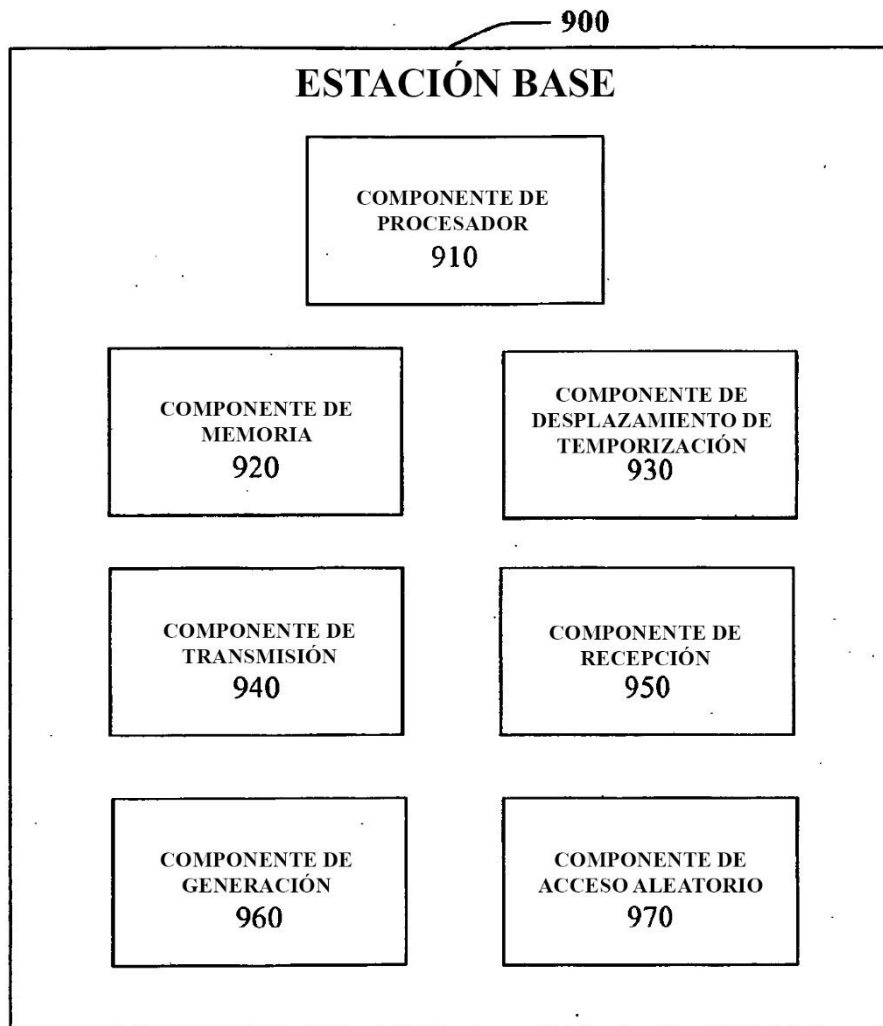 900
ESTACIÓN BASE
COMPONENTE DE
PROCESADOR
910
COMPONENTE DE
MEMORIA
920
COMPONENTE DE
DESPLAZAMIENTO DE
TEMPORIZACIÓN
930
COMPONENTE DE
TRANSMISIÓN
940
COMPONENTE DE
RECEPCIÓN
950
COMPONENTE DE
GENERACIÓN
960
COMPONENTE DE
ACCESO ALEATORIO
970